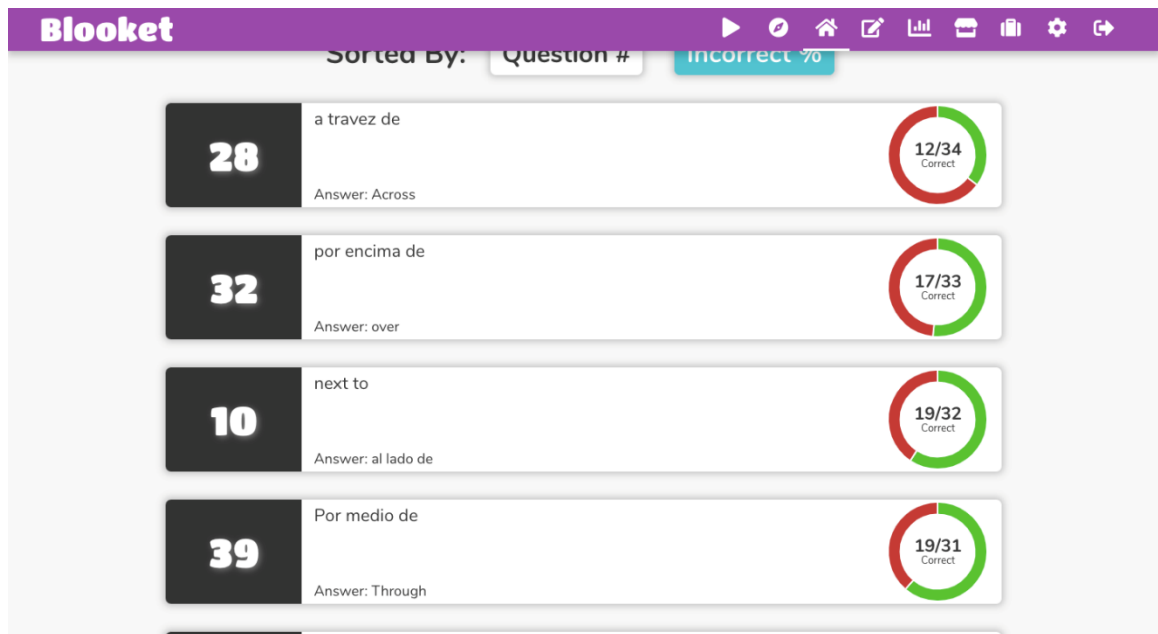 Blooket
Sorted By: Question # Incorrect %
28
a travez de
Answer: Across
12/34
Correct
32
por encima de
Answer: over
17/33
Correct
10
next to
Answer: al lado de
19/32
Correct
39
Por medio de
Answer: Through
19/31
Correct